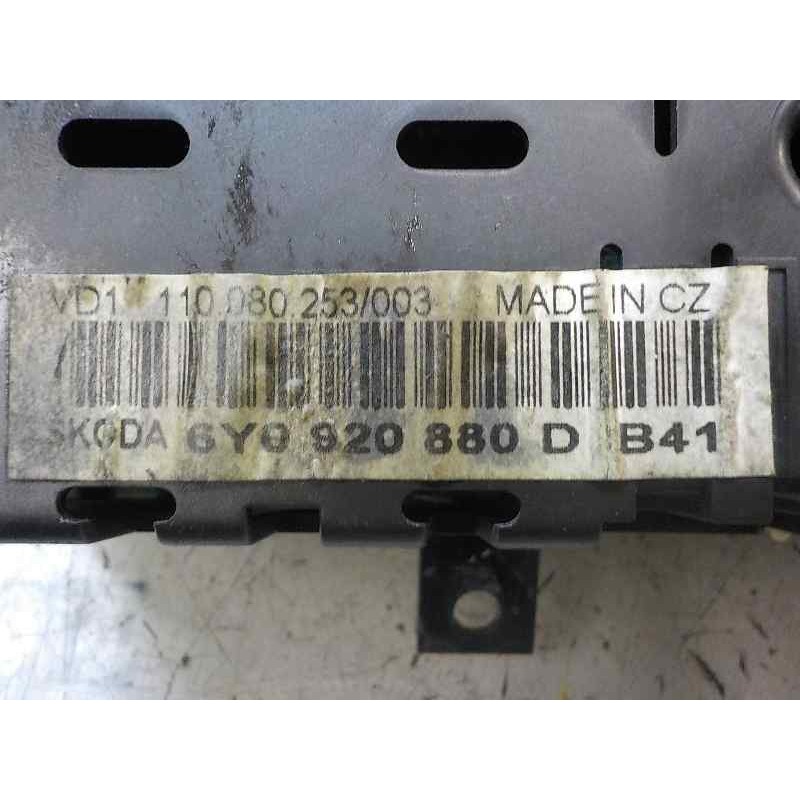 VD1 110.080.253/003 MADE IN CZ
SKODA 6Y0 920 880 D B41